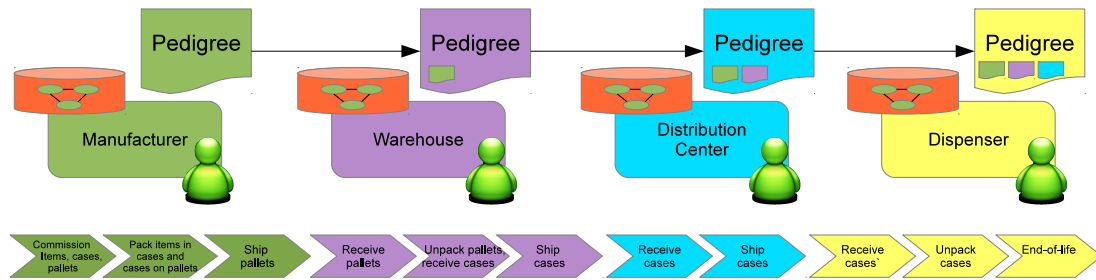 Pedigree
Pedigree
Pedigree
Pedigree
Manufacturer
Warehouse
Distribution
Center
Dispenser
Commission
Items, cases,
pallets
Pack items in
cases and
cases on pallets
Ship
pallets
Receive
pallets
Unpack pallets,
receive cases
Ship
cases
Receive
cases
Ship
cases
Receive
cases`
Unpack
cases
End-of-life